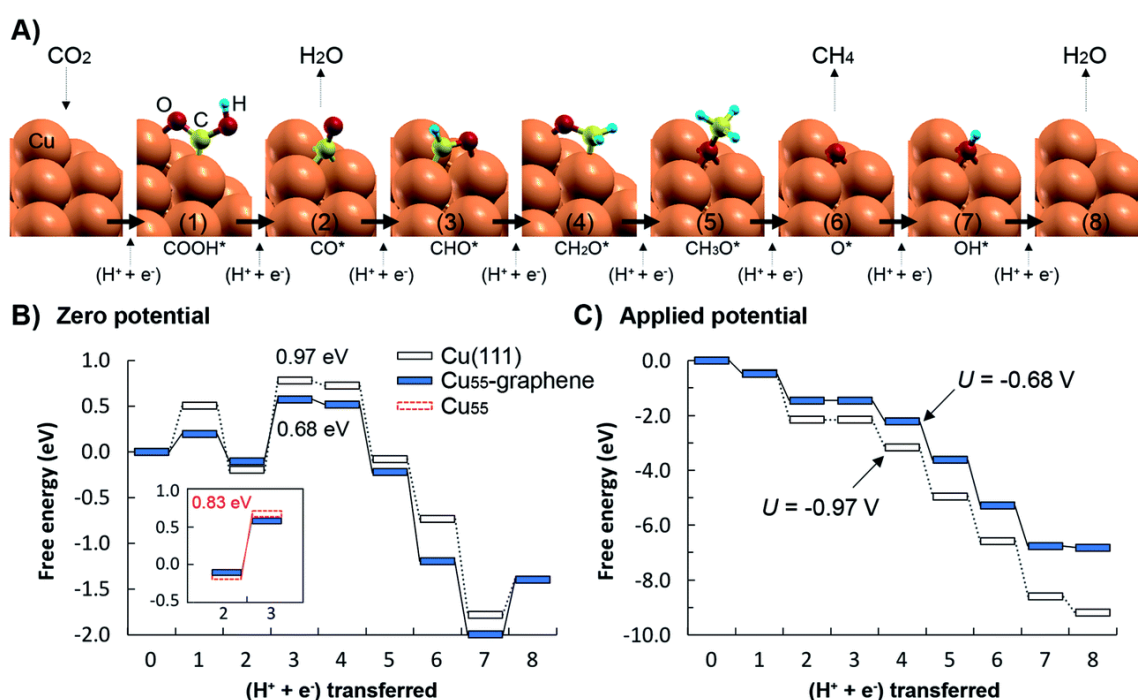 A)
CO2 H2O CH4 H2O
O C H
Cu
(1) (2) (3) (4) (5) (6) (7) (8)
COOH* CO* CHO* CH2O* CH3O* O* OH*
(H+ + e-) (H+ + e-) (H+ + e-) (H+ + e-) (H+ + e-) (H+ + e-) (H+ + e-) (H+ + e-)
B) Zero potential
Free energy (eV)
1.0
0.5
0.0
-0.5
-1.0
-1.5
-2.0
0.97 eV
0.68 eV
Cu(111)
Cu55-graphene
Cu55
0.83 eV
1.0
0.5
0.0
-0.5
2 3
0 1 2 3 4 5 6 7 8
(H+ + e-) transferred
C) Applied potential
Free energy (eV)
0.0
-2.0
-4.0
-6.0
-8.0
-10.0
U = -0.68 V
U = -0.97 V
0 1 2 3 4 5 6 7 8
(H+ + e-) transferred